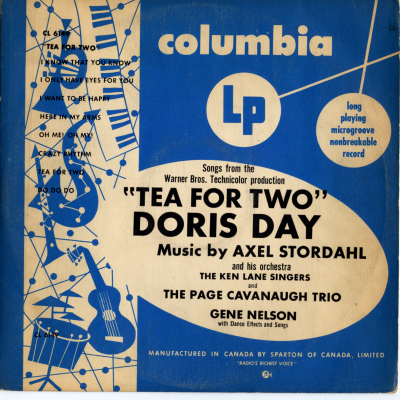 CL 6149
"TEA FOR TWO"
I KNOW THAT YOU KNOW
I ONLY HAVE EYES FOR YOU
I WANT TO BE HAPPY
HERE IN MY ARMS
OH ME! OH MY!
CRAZY RHYTHM
TEA FOR TWO
DO DO DO
columbia
Lp
long
playing
microgroove
nonbreakable
record
Songs from the
Warner Bros. Technicolor production
"TEA FOR TWO"
DORIS DAY
Music by AXEL STORDAHL
and his orchestra
THE KEN LANE SINGERS
and
THE PAGE CAVANAUGH TRIO
GENE NELSON
with Dance Effects and Songs
MANUFACTURED IN CANADA BY SPARTON OF CANADA, LIMITED
"RADIO'S RICHEST VOICE"